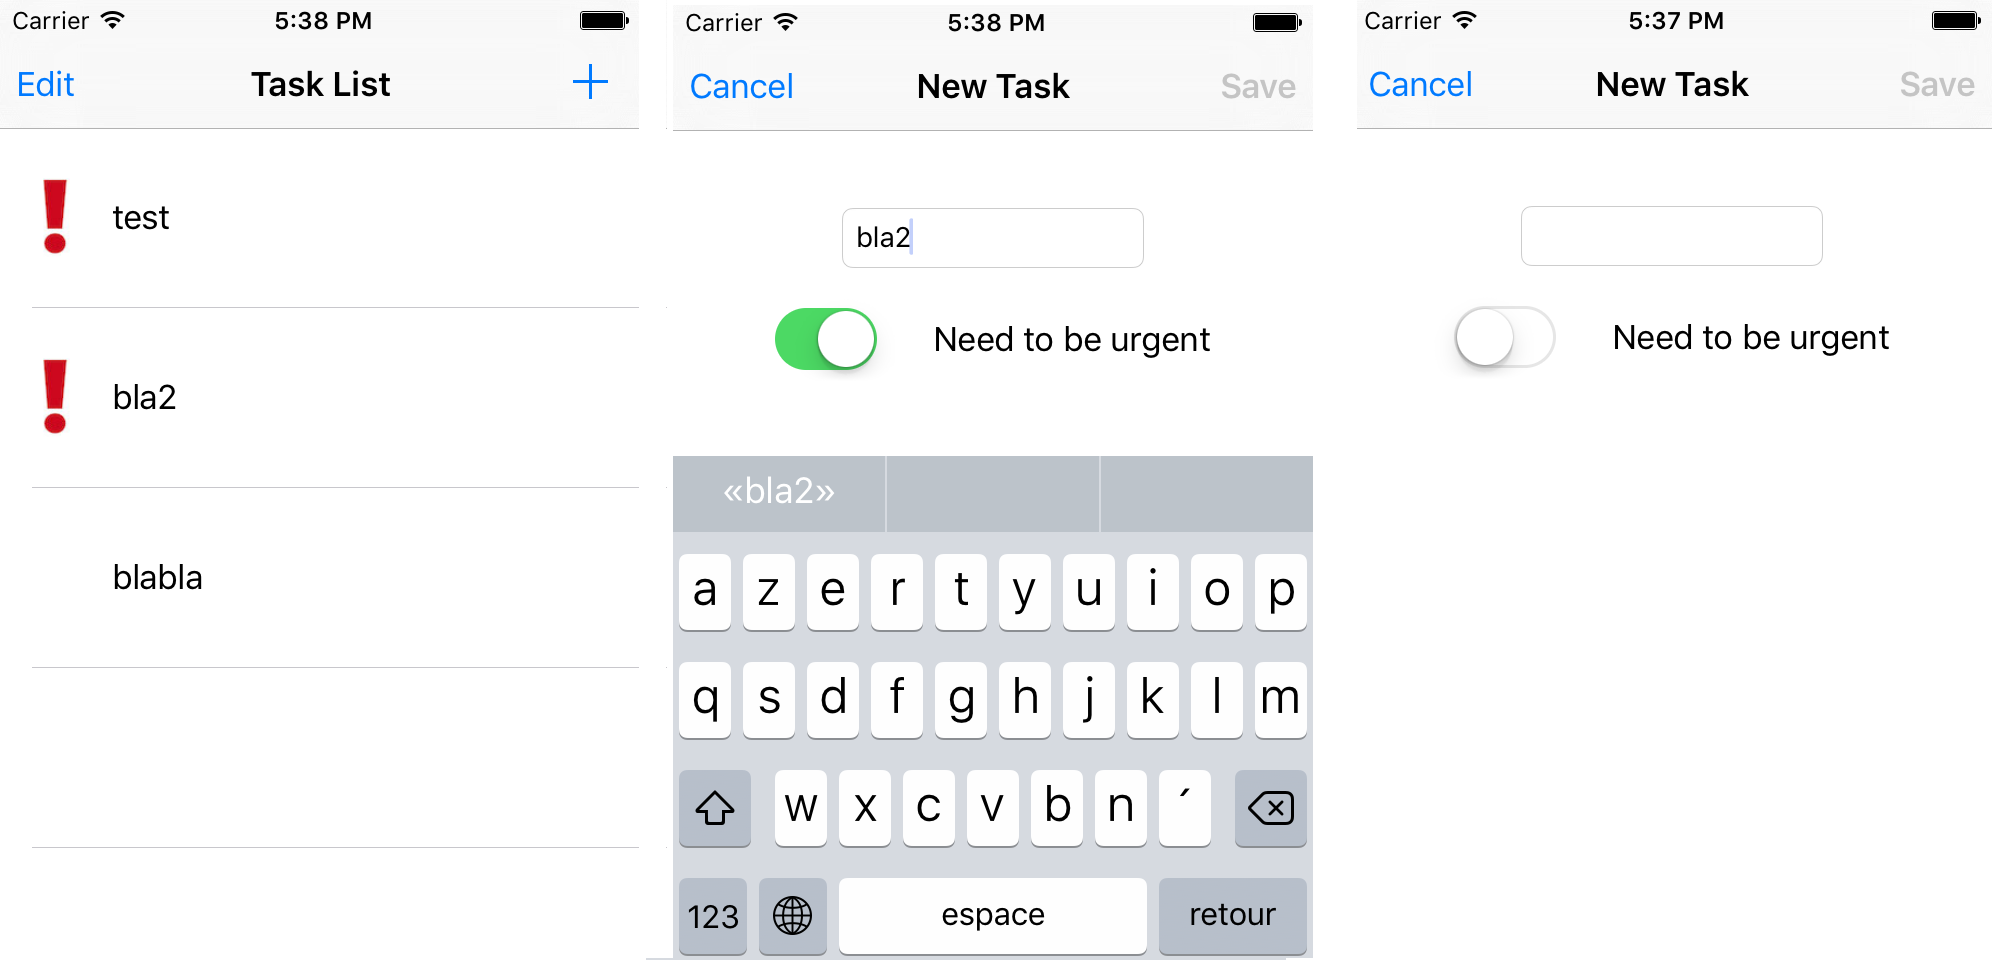 Carrier 5:38 PM
Edit Task List +
test
bla2
blabla
Carrier 5:38 PM
Cancel New Task Save
bla2
Need to be urgent
«bla2»
a z e r t y u i o p
q s d f g h j k l m
w x c v b n ´
123 espace retour
Carrier 5:37 PM
Cancel New Task Save
Need to be urgent